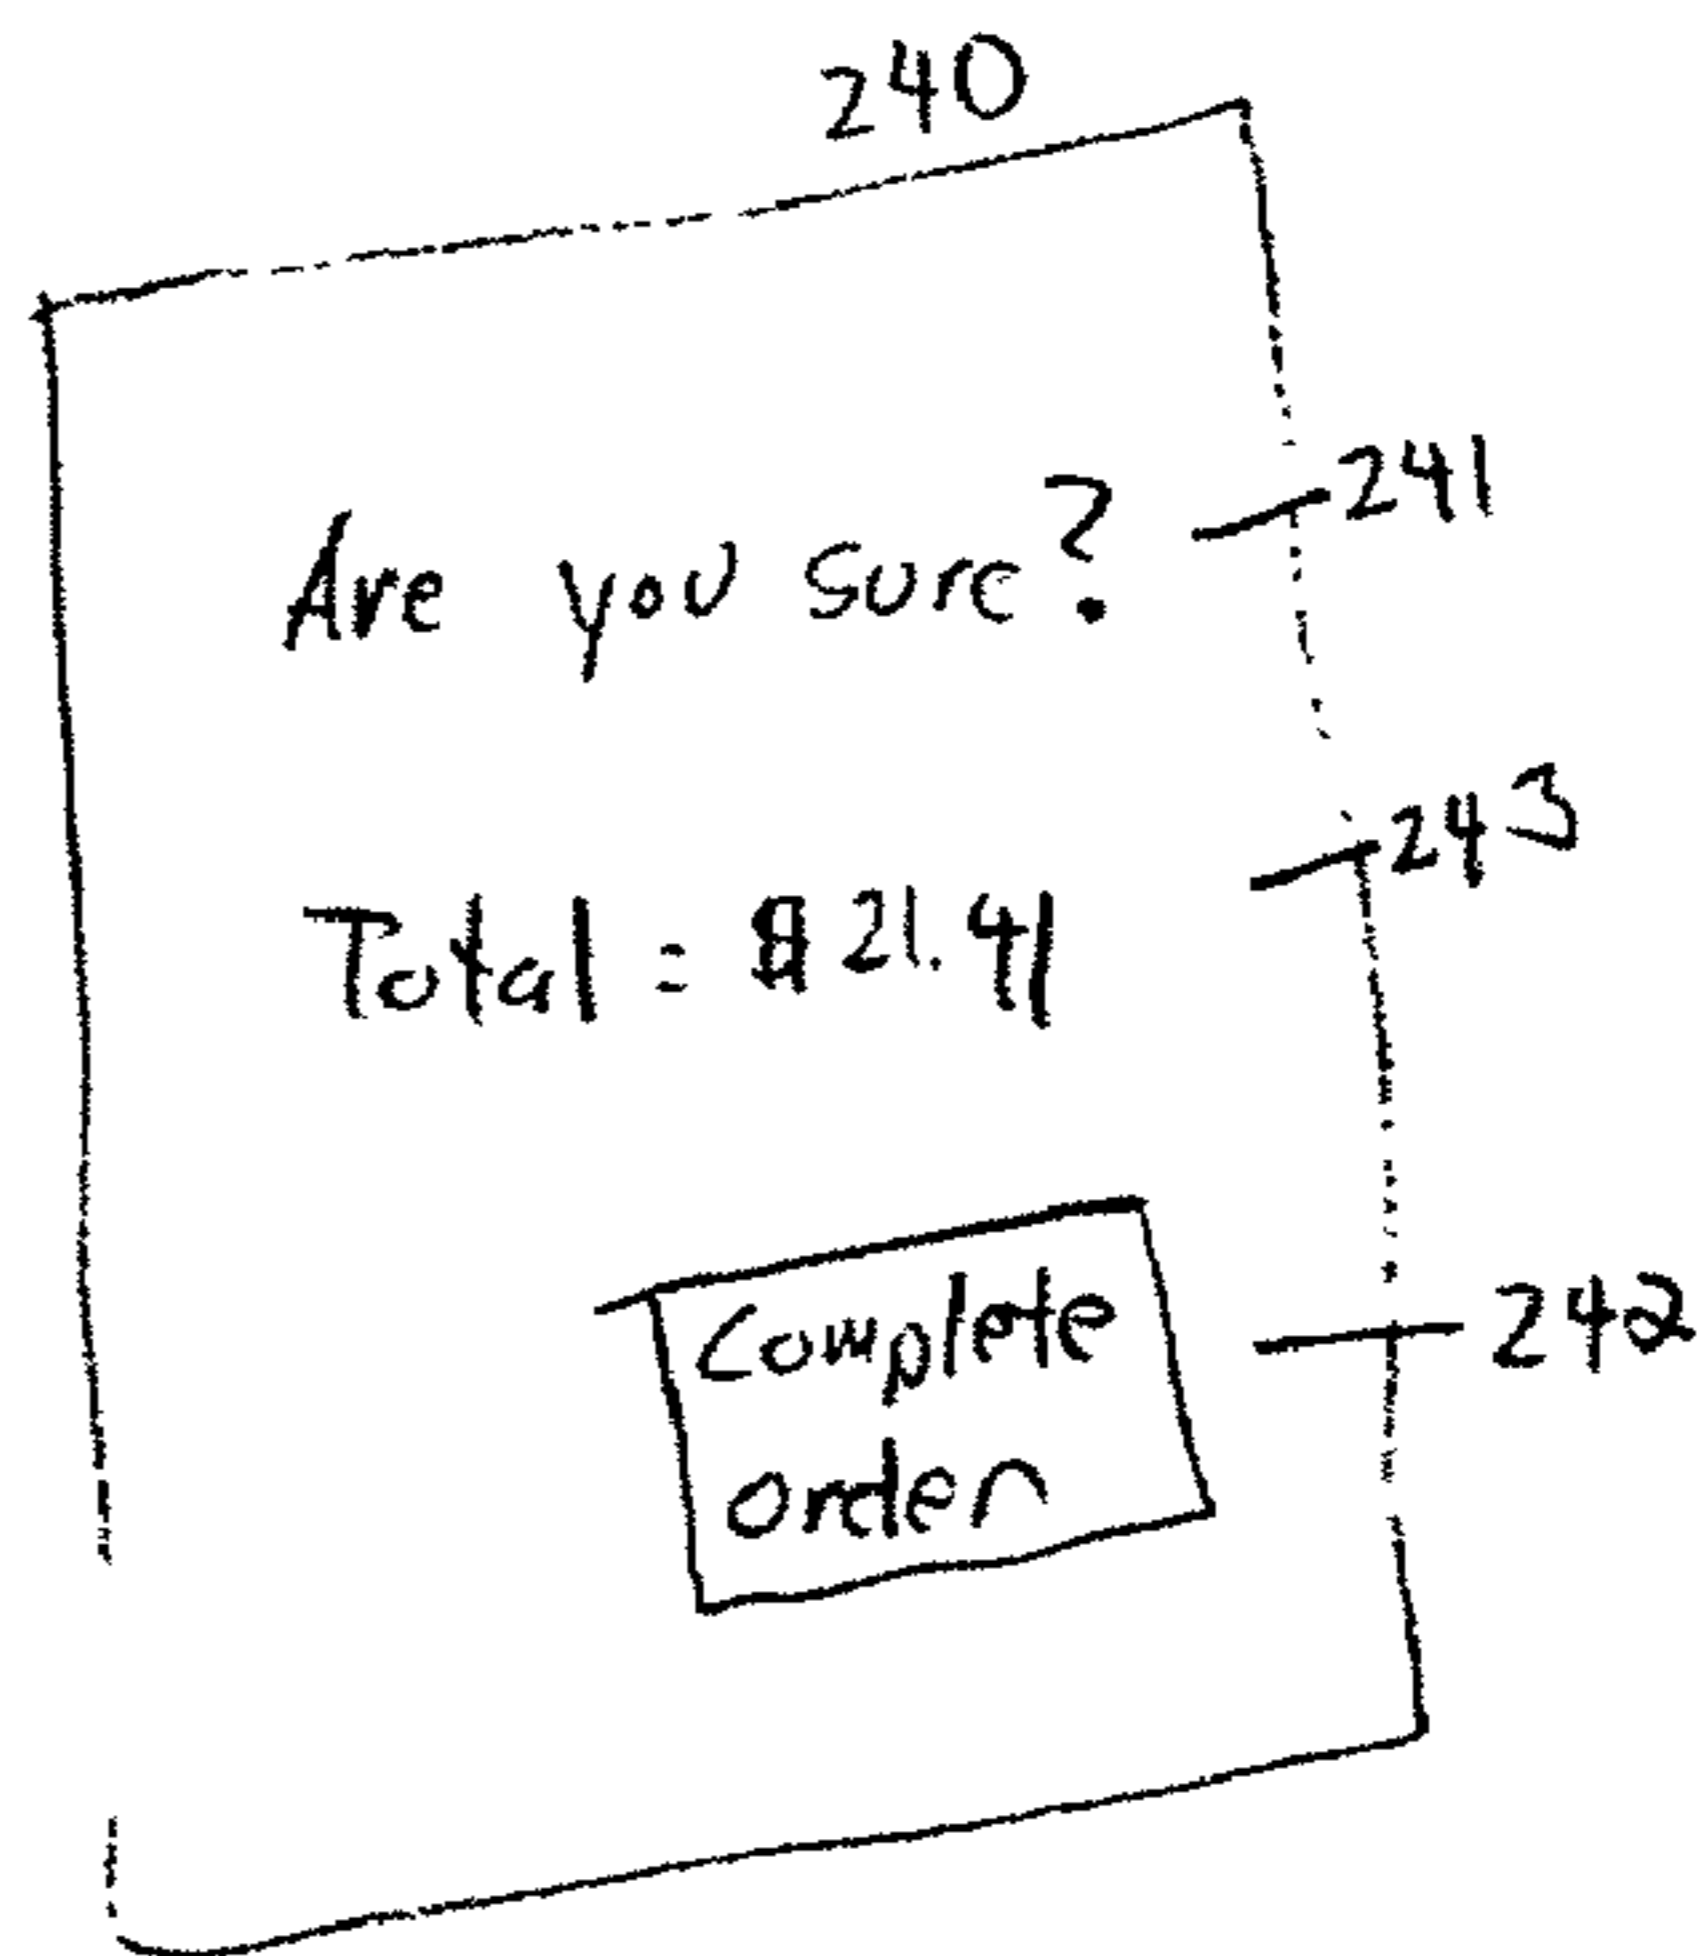 240
Are you sure? 241
Total = $21.41 243
Complete 242
order